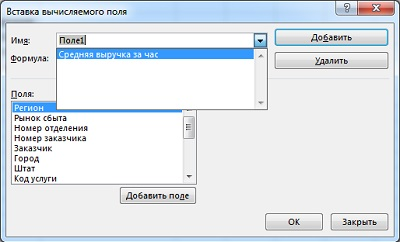 Вставка вычисляемого поля
Имя: Поле1 Добавить
Средняя выручка за час
Формула: Удалить
Поля:
Регион
Рынок сбыта
Номер отделения
Номер заказчика
Заказчик
Город
Штат
Код услуги
Добавить поле
ОК Закрыть